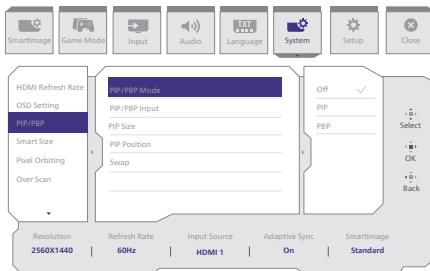 SmartImage Game Mode Input Audio TXT Language System Setup Close
HDMI Refresh Rate
OSD Setting
PIP/PBP
Smart Size
Pixel Orbiting
Over Scan
PIP/PBP Mode
PIP/PBP Input
PIP Size
PIP Position
Swap
Off
PIP
PBP
Select
OK
Back
Resolution Refresh Rate Input Source Adaptive Sync SmartImage
2560X1440 | 60Hz | HDMI 1 | On | Standard